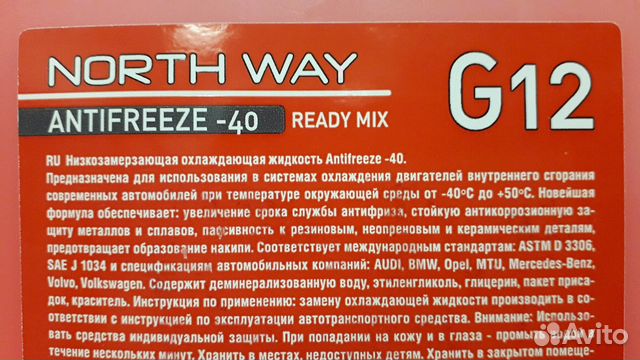 NORTH WAY
G12
ANTIFREEZE -40 READY MIX
RU Низкозамерзающая охлаждающая жидкость Antifreeze -40.
Предназначена для использования в системах охлаждения двигателей внутреннего сгорания
современных автомобилей при температуре окружающей среды от -40°С до +50°С. Новейшая
формула обеспечивает: увеличение срока службы антифриза, стойкую антикоррозионную за-
щиту металлов и сплавов, пассивность к резиновым, неопреновым и керамическим деталям,
предотвращает образование накипи. Соответствует международным стандартам: ASTM D 3306,
SAE J 1034 и спецификациям автомобильных компаний: AUDI, BMW, Opel, MTU, Mercedes-Benz,
Volvo, Volkswagen. Содержит деминерализованную воду, этиленгликоль, глицерин, пакет приса-
док, краситель. Инструкция по применению: замену охлаждающей жидкости производить в со-
ответствии с инструкцией по эксплуатации автотранспортного средства. Внимание: Использо-
вать средства индивидуальной защиты. При попадании на кожу и в глаза - промыть
течение нескольких минут. Хранить в местах, недоступных детям. Хранить в закрытом помеще-
Avito